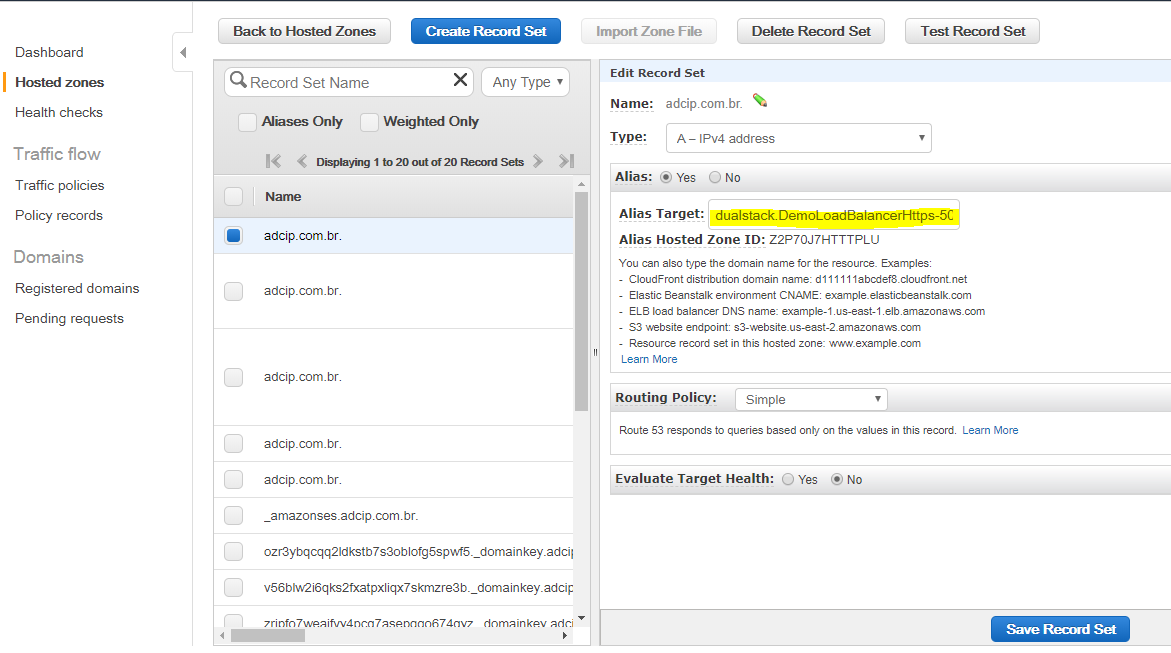 Back to Hosted Zones
Create Record Set
Import Zone File
Delete Record Set
Test Record Set
Dashboard
Hosted zones
Health checks
Traffic flow
Traffic policies
Policy records
Domains
Registered domains
Pending requests
Record Set Name
Any Type
Aliases Only
Weighted Only
Displaying 1 to 20 out of 20 Record Sets
Name
adcip.com.br.
adcip.com.br.
adcip.com.br.
adcip.com.br.
adcip.com.br.
_amazonses.adcip.com.br.
ozr3ybqcqq2ldkstb7s3oblofg5spwf5._domainkey.adcip
v56blw2i6qks2fxatpxliqx7skmzre3b._domainkey.adcip
Edit Record Set
Name: adcip.com.br.
Type: A – IPv4 address
Alias: Yes No
Alias Target: dualstack.DemoLoadBalancerHttps-50
Alias Hosted Zone ID: Z2P70J7HTTTPLU
You can also type the domain name for the resource. Examples:
- CloudFront distribution domain name: d111111abcdef8.cloudfront.net
- Elastic Beanstalk environment CNAME: example.elasticbeanstalk.com
- ELB load balancer DNS name: example-1.us-east-1.elb.amazonaws.com
- S3 website endpoint: s3-website.us-east-2.amazonaws.com
- Resource record set in this hosted zone: www.example.com
Learn More
Routing Policy: Simple
Route 53 responds to queries based only on the values in this record. Learn More
Evaluate Target Health: Yes No
Save Record Set